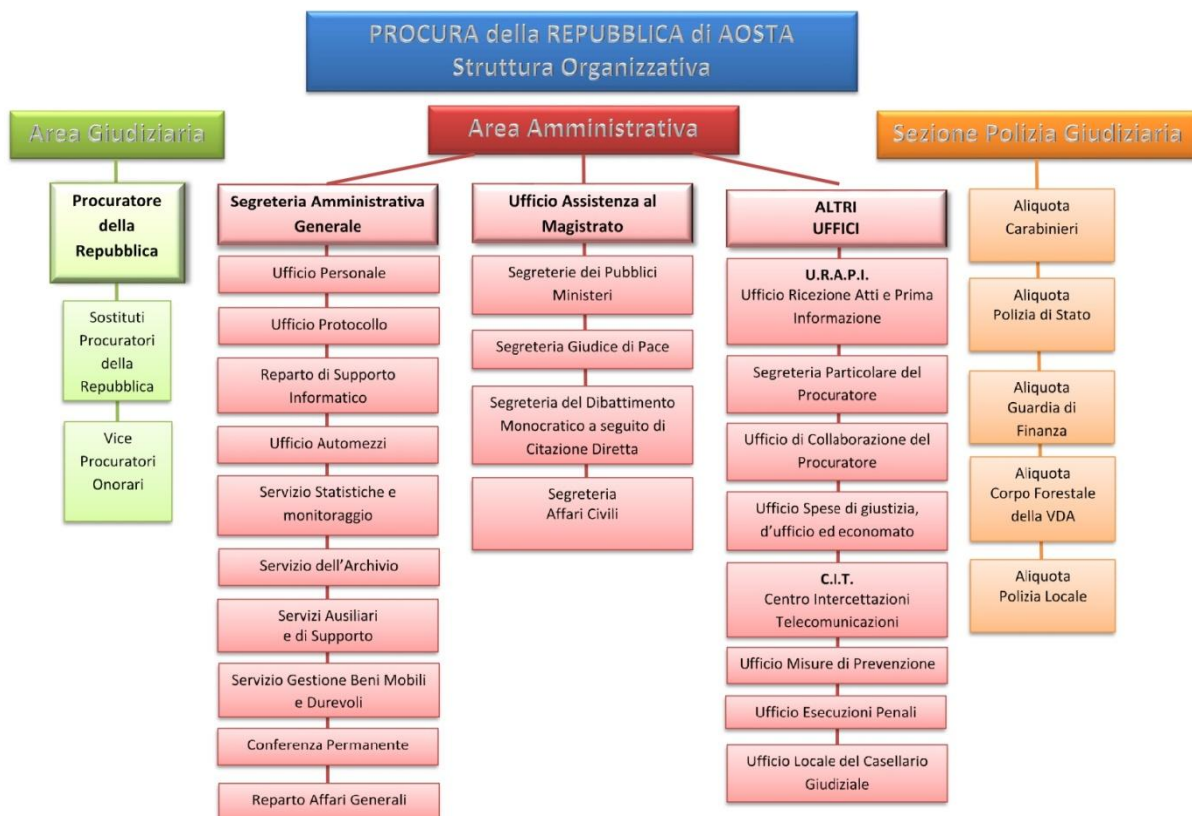 PROCURA della REPUBBLICA di AOSTA
Struttura Organizzativa
Area Giudiziaria
Procuratore
della
Repubblica
Sostituti
Procuratori
della
Repubblica
Vice
Procuratori
Onorari
Area Amministrativa
Segreteria Amministrativa
Generale
Ufficio Personale
Ufficio Protocollo
Reparto di Supporto
Informatico
Ufficio Automezzi
Servizio Statistiche e
monitoraggio
Servizio dell'Archivio
Servizi Ausiliari
e di Supporto
Servizio Gestione Beni Mobili
e Durevoli
Conferenza Permanente
Reparto Affari Generali
Ufficio Assistenza al
Magistrato
Segreterie dei Pubblici
Ministeri
Segreteria Giudice di Pace
Segreteria del Dibattimento
Monocratico a seguito di
Citazione Diretta
Segreteria
Affari Civili
ALTRI
UFFICI
U.R.A.P.I.
Ufficio Ricezione Atti e Prima
Informazione
Segreteria Particolare del
Procuratore
Ufficio di Collaborazione del
Procuratore
Ufficio Spese di giustizia,
d'ufficio ed economato
C.I.T.
Centro Intercettazioni
Telecomunicazioni
Ufficio Misure di Prevenzione
Ufficio Esecuzioni Penali
Ufficio Locale del Casellario
Giudiziale
Sezione Polizia Giudiziaria
Aliquota
Carabinieri
Aliquota
Polizia di Stato
Aliquota
Guardia di
Finanza
Aliquota
Corpo Forestale
della VDA
Aliquota
Polizia Locale